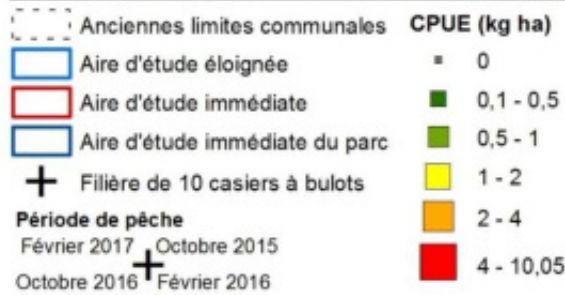 Anciennes limites communales
Aire d'étude éloignée
Aire d'étude immédiate
Aire d'étude immédiate du parc
Filière de 10 casiers à bulots
Période de pêche
Février 2017 Octobre 2015
Octobre 2016 Février 2016
CPUE (kg ha)
0
0,1 - 0,5
0,5 - 1
1 - 2
2 - 4
4 - 10,05